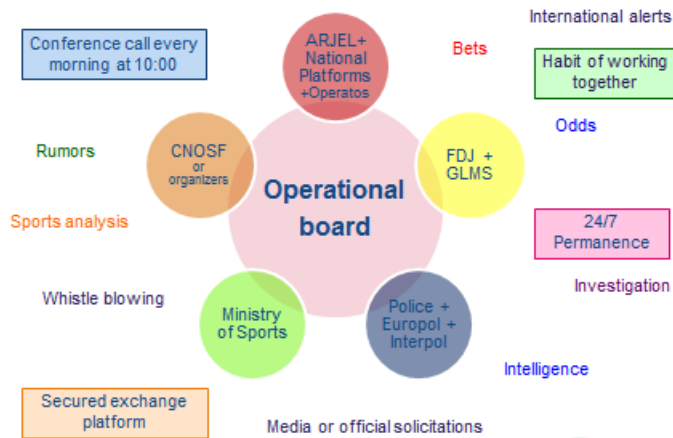 International alerts
Conference call every
morning at 10:00
ARJEL+
National
Platforms
+Operatos
Bets
Habit of working
together
Rumors
CNOSF
or
organizers
FDJ +
GLMS
Odds
Operational
board
Sports analysis
24/7
Permanence
Whistle blowing
Ministry
of Sports
Police +
Europol +
Interpol
Investigation
Intelligence
Secured exchange
platform
Media or official solicitations